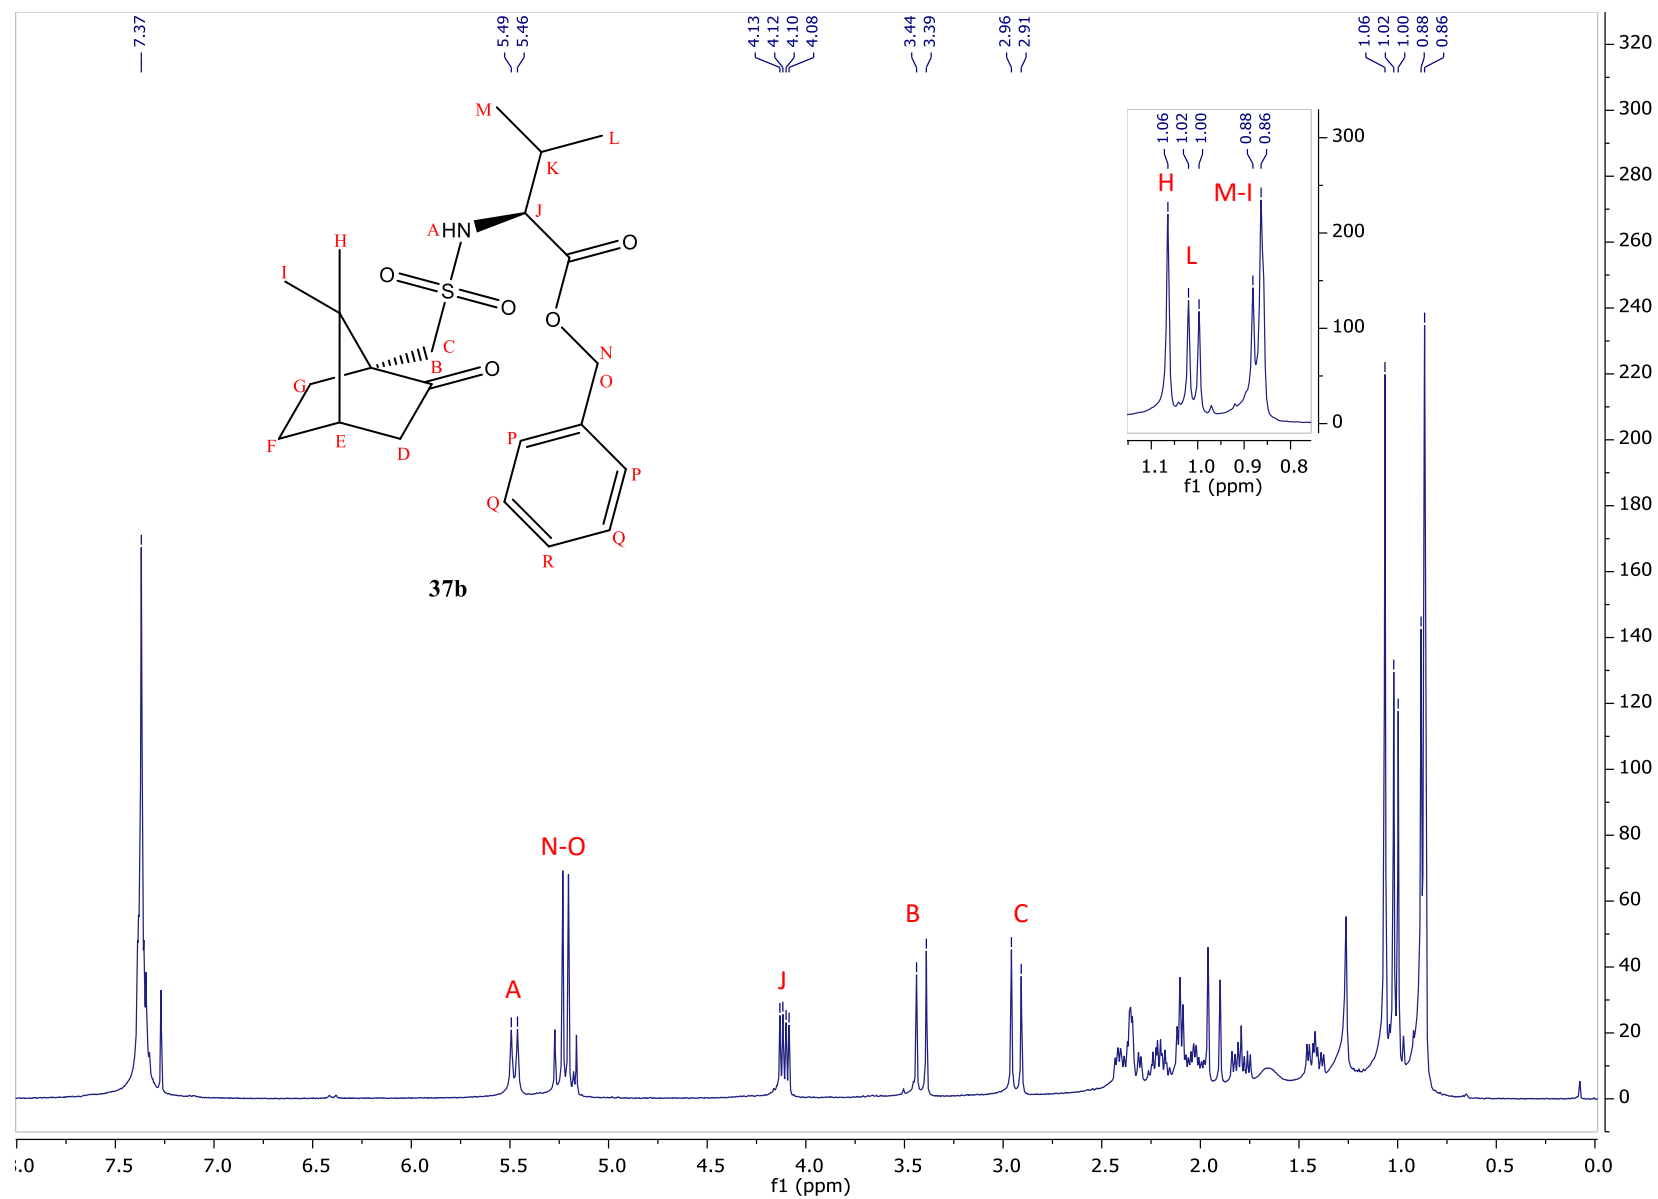 7.37
5.49
5.46
4.13
4.12
4.10
4.08
3.44
3.39
2.96
2.91
1.06
1.02
1.00
0.88
0.86
M
L
K
J
A HN
O
H
I
O
S
O
O
C
B
O
N
O
G
F
E
D
P
P
Q
Q
R
37b
1.06
1.02
1.00
0.88
0.86
H
M-I
L
300
200
100
0
1.1 1.0 0.9 0.8
f1 (ppm)
A
N-O
J
B
C
320
300
280
260
240
220
200
180
160
140
120
100
80
60
40
20
0
8.0 7.5 7.0 6.5 6.0 5.5 5.0 4.5 4.0 3.5 3.0 2.5 2.0 1.5 1.0 0.5 0.0
f1 (ppm)